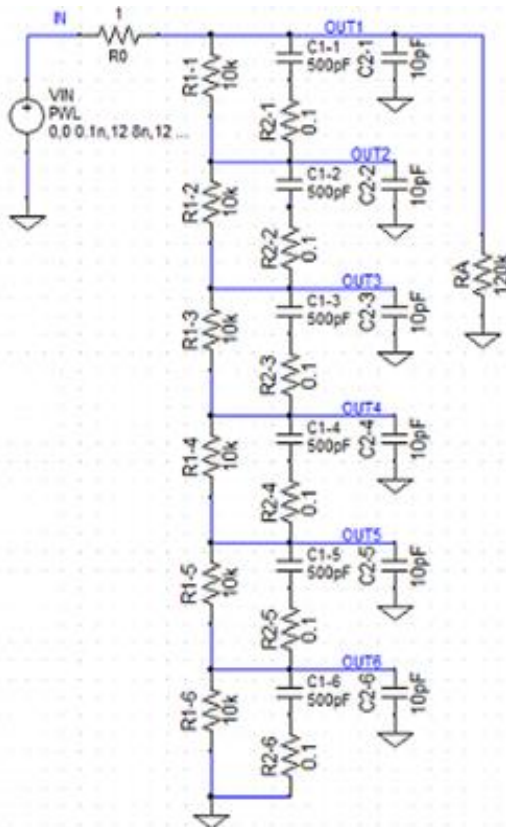 IN
1
R0
OUT1
VIN
PWL
0,0 0.1n,12 8n,12 ...
R1-1
10k
C1-1
500pF
C2-1
10pF
R2-1
0.1
OUT2
R1-2
10k
C1-2
500pF
C2-2
10pF
R2-2
0.1
RA
120k
OUT3
R1-3
10k
C1-3
500pF
C2-3
10pF
R2-3
0.1
OUT4
R1-4
10k
C1-4
500pF
C2-4
10pF
R2-4
0.1
OUT5
R1-5
10k
C1-5
500pF
C2-5
10pF
R2-5
0.1
OUT6
R1-6
10k
C1-6
500pF
C2-6
10pF
R2-6
0.1